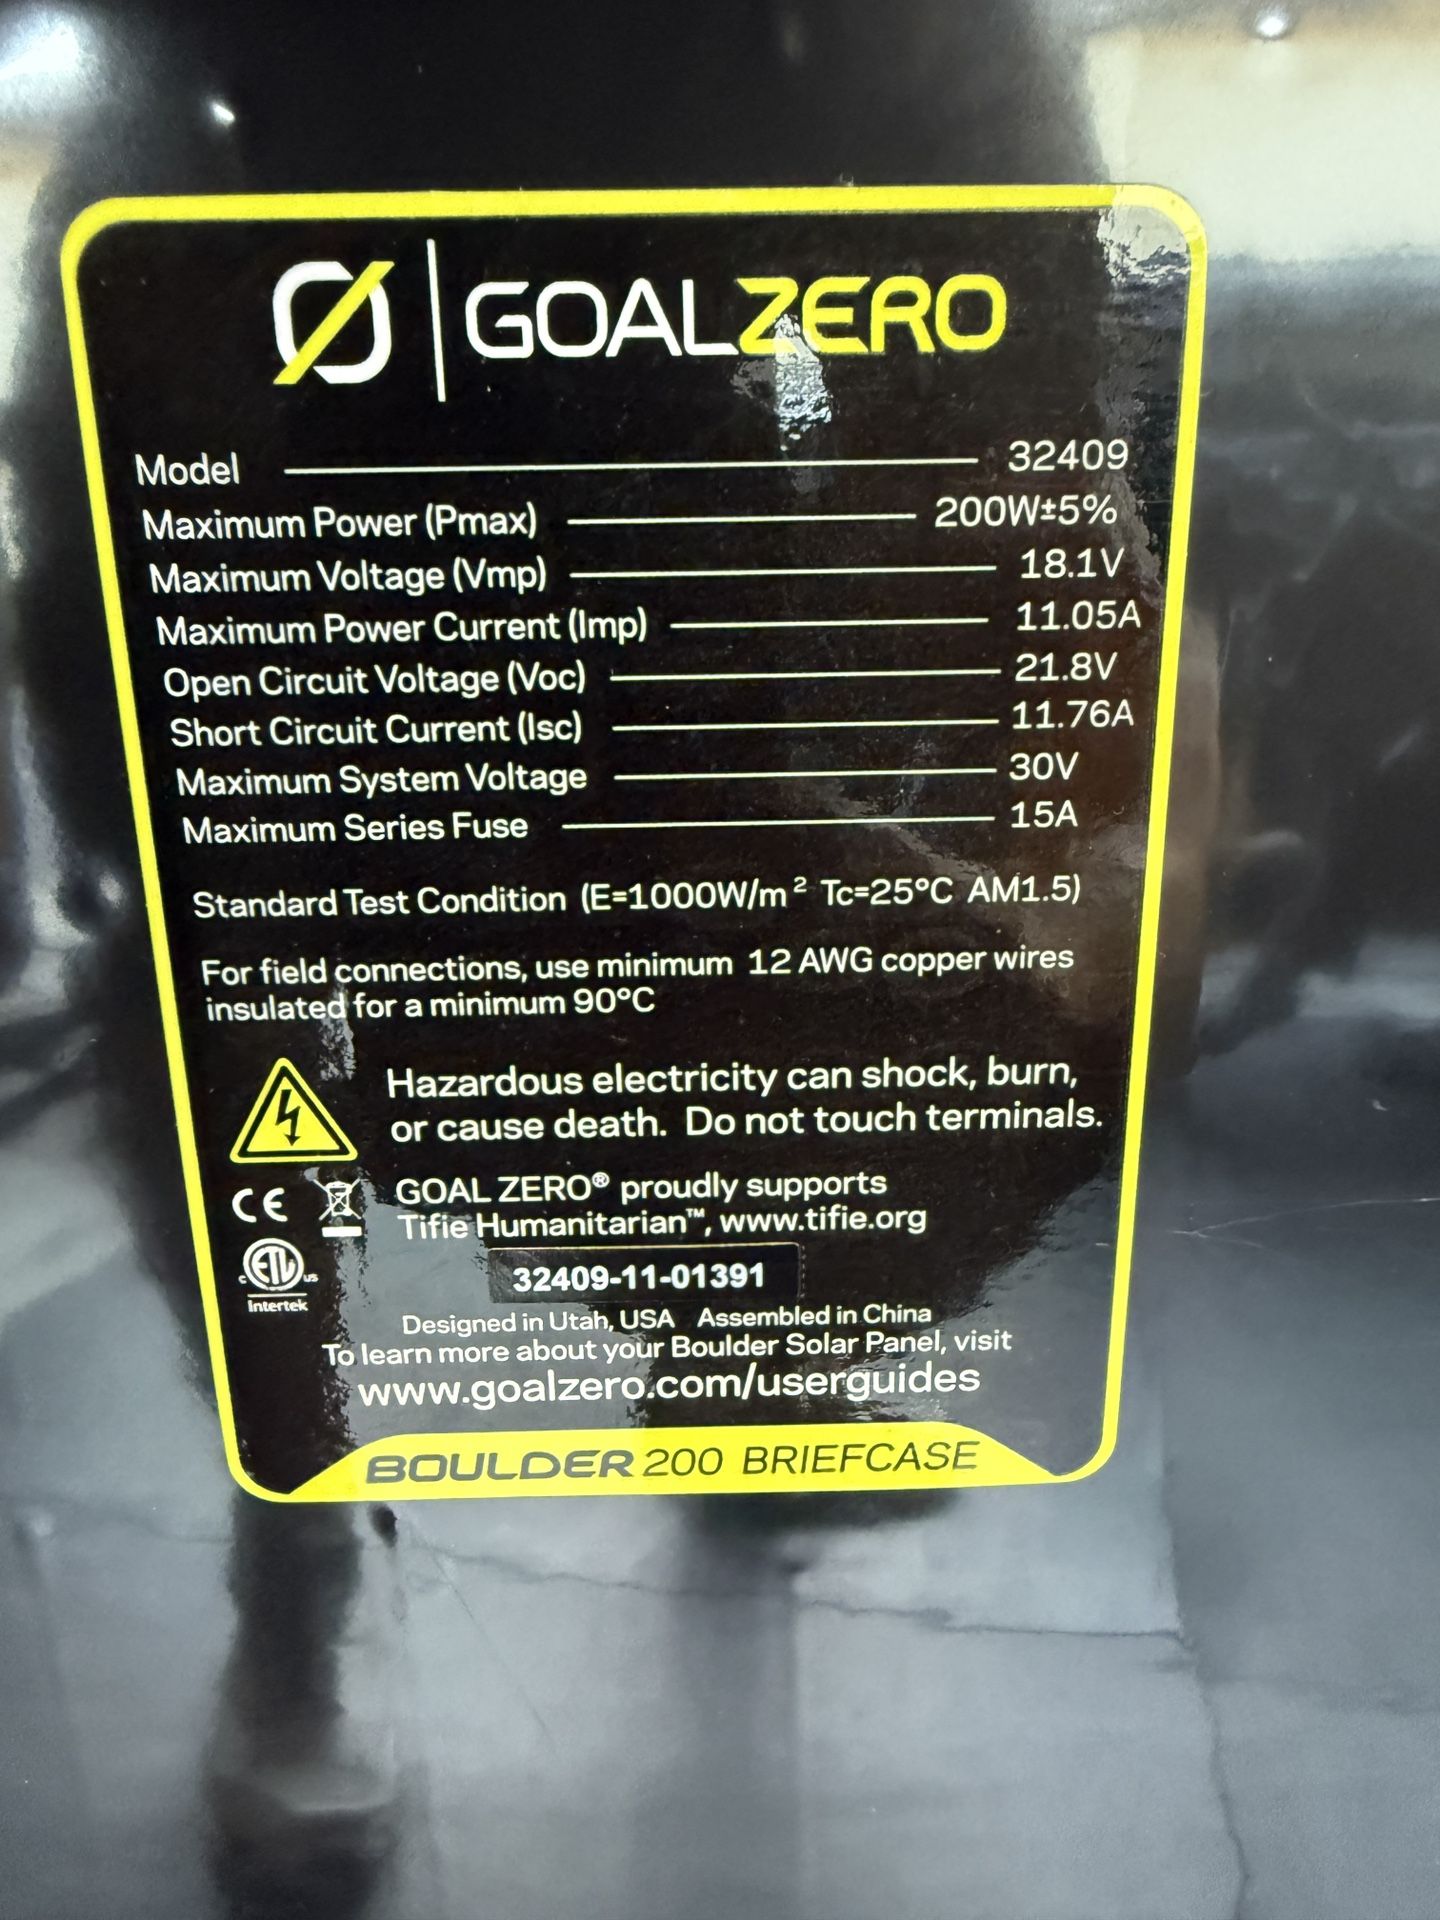 GOALZERO
Model 32409
Maximum Power (Pmax) 200W±5%
Maximum Voltage (Vmp) 18.1V
Maximum Power Current (Imp) 11.05A
Open Circuit Voltage (Voc) 21.8V
Short Circuit Current (Isc) 11.76A
Maximum System Voltage 30V
Maximum Series Fuse 15A
Standard Test Condition (E=1000W/m² Tc=25°C AM1.5)
For field connections, use minimum 12 AWG copper wires
insulated for a minimum 90°C
Hazardous electricity can shock, burn,
or cause death. Do not touch terminals.
CE
GOAL ZERO® proudly supports
Tifie Humanitarian™, www.tifie.org
c ETL us
Intertek
32409-11-01391
Designed in Utah, USA Assembled in China
To learn more about your Boulder Solar Panel, visit
www.goalzero.com/userguides
BOULDER 200 BRIEFCASE